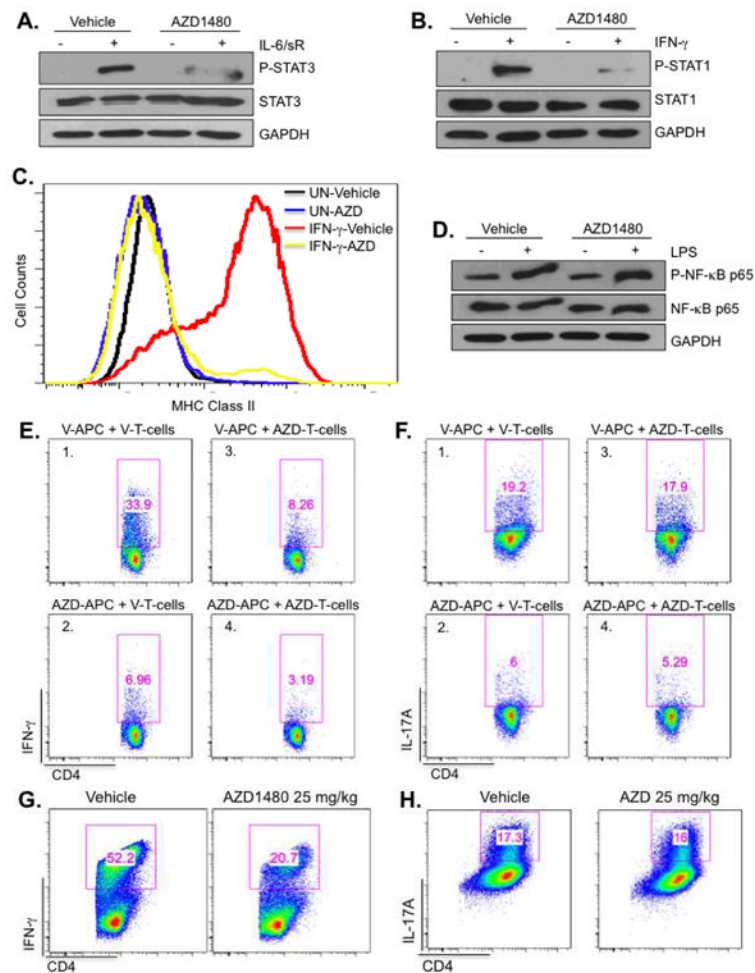 A.
Vehicle
AZD1480
- + - +
IL-6/sR
P-STAT3
STAT3
GAPDH
B.
Vehicle
AZD1480
- + - +
IFN-γ
P-STAT1
STAT1
GAPDH
C.
UN-Vehicle
UN-AZD
IFN-γ-Vehicle
IFN-γ-AZD
Cell Counts
MHC Class II
D.
Vehicle
AZD1480
- + - +
LPS
P-NF-κB p65
NF-κB p65
GAPDH
E.
V-APC + V-T-cells
1.
33.9
V-APC + AZD-T-cells
3.
8.26
AZD-APC + V-T-cells
2.
6.96
AZD-APC + AZD-T-cells
4.
3.19
IFN-γ
CD4
F.
V-APC + V-T-cells
1.
19.2
V-APC + AZD-T-cells
3.
17.9
AZD-APC + V-T-cells
2.
6
AZD-APC + AZD-T-cells
4.
5.29
IL-17A
CD4
G.
Vehicle
52.2
AZD1480 25 mg/kg
20.7
IFN-γ
CD4
H.
Vehicle
17.3
AZD 25 mg/kg
16
IL-17A
CD4